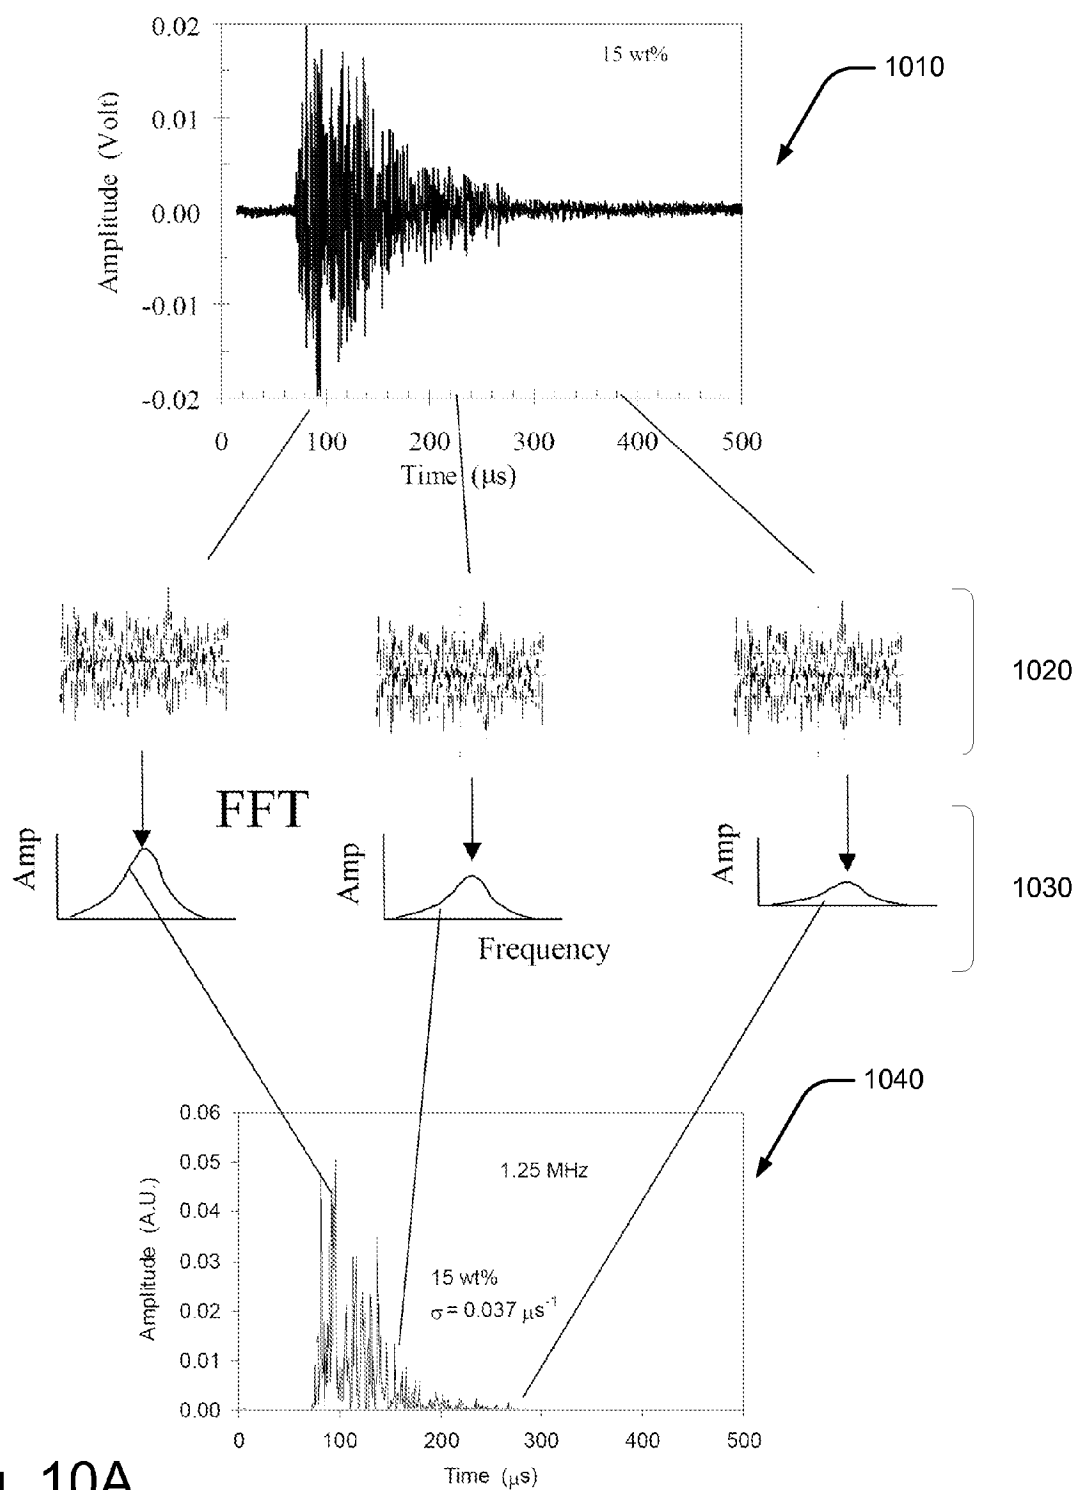 0.02
15 wt%
1010
0.01
Amplitude (Volt)
0.00
-0.01
-0.02
0 100 200 300 400 500
Time (μs)
1020
FFT
Amp Amp Amp
1030
Frequency
1040
0.06
1.25 MHz
0.05
0.04
Amplitude (A.U.)
0.03
15 wt%
σ = 0.037 μs⁻¹
0.02
0.01
0.00
0 100 200 300 400 500
Time (μs)
10A